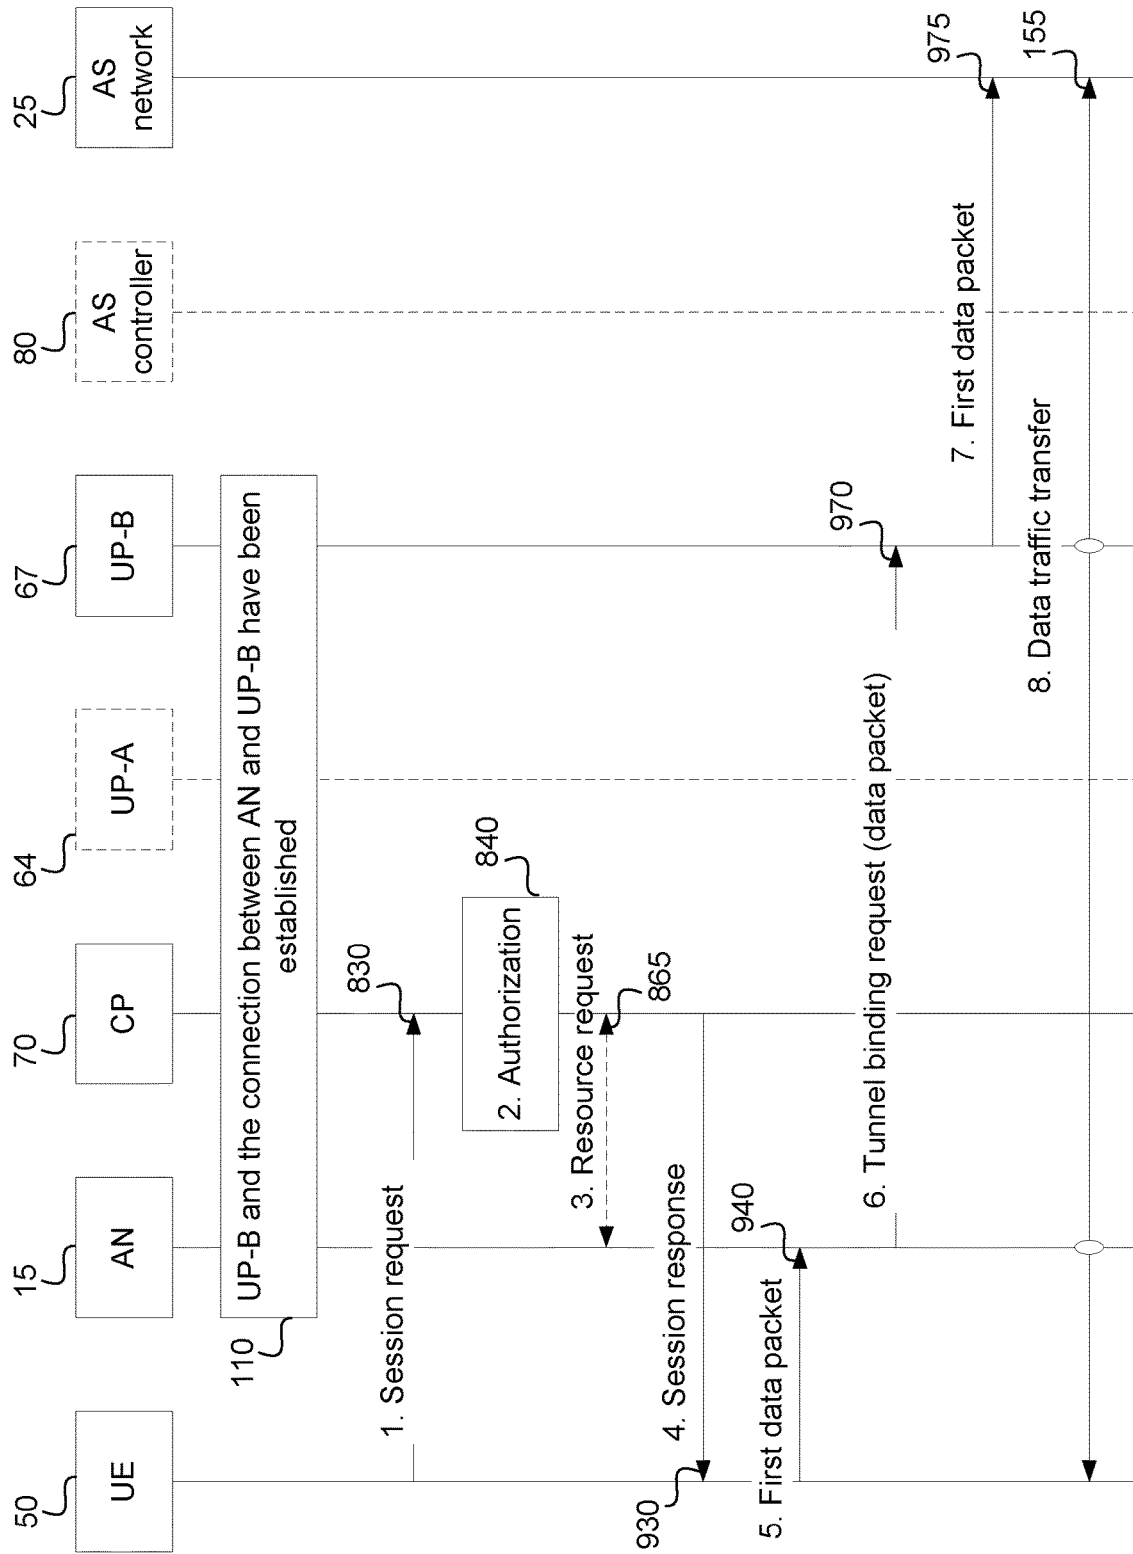 50
UE
15
AN
70
CP
64
UP-A
67
UP-B
80
AS
controller
25
AS
network
110
UP-B and the connection between AN and UP-B have been
established
1. Session request
830
2. Authorization
840
3. Resource request
865
4. Session response
930
5. First data packet
940
6. Tunnel binding request (data packet)
970
7. First data packet
975
8. Data traffic transfer
155